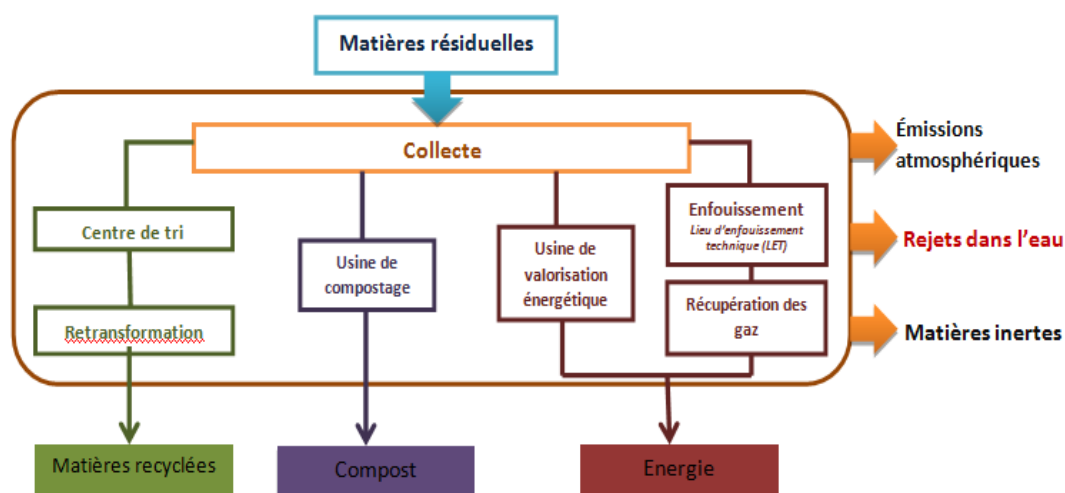 Matières résiduelles
Collecte
Émissions
atmosphériques
Centre de tri
Usine de
compostage
Usine de
valorisation
énergétique
Enfouissement
Lieu d'enfouissement
technique (LET)
Rejets dans l'eau
Retransformation
Récupération des
gaz
Matières inertes
Matières recyclées
Compost
Energie